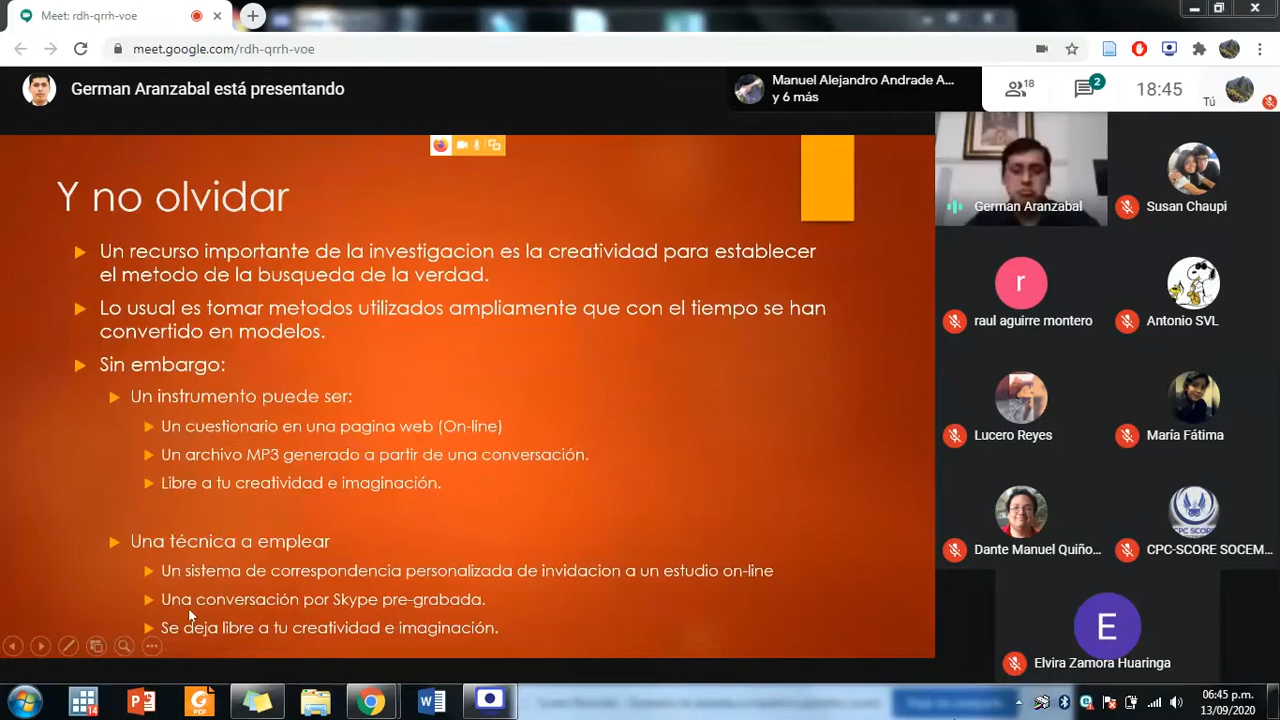 Meet: rdh-qrrh-voe
meet.google.com/rdh-qrrh-voe
German Aranzabal está presentando
Manuel Alejandro Andrade A...
y 6 más
18
2
18:45
Tú
Y no olvidar
Un recurso importante de la investigacion es la creatividad para establecer
el metodo de la busqueda de la verdad.
Lo usual es tomar metodos utilizados ampliamente que con el tiempo se han
convertido en modelos.
Sin embargo:
Un instrumento puede ser:
Un cuestionario en una pagina web (On-line)
Un archivo MP3 generado a partir de una conversación.
Libre a tu creatividad e imaginación.
Una técnica a emplear
Un sistema de correspondencia personalizada de invidacion a un estudio on-line
Una conversación por Skype pre-grabada.
Se deja libre a tu creatividad e imaginación.
German Aranzabal
Susan Chaupi
r
raul aguirre montero
Antonio SVL
Lucero Reyes
María Fátima
Dante Manuel Quiño...
CPC SCORE
CPC-SCORE SOCEM...
E
Elvira Zamora Huaringa
14
PDF
06:45 p.m.
13/09/2020